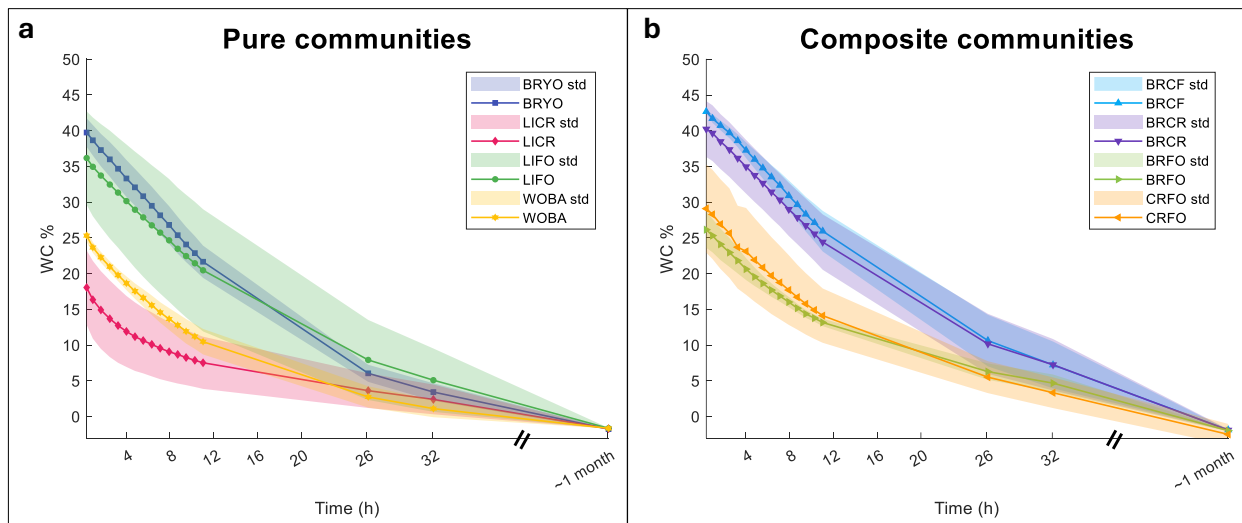 a
Pure communities
50
45
40
35
30
25
20
15
10
5
0
WC %
4
8
12
16
20
26
32
~1 month
Time (h)
BRYO std
BRYO
LICR std
LICR
LIFO std
LIFO
WOBA std
WOBA
b
Composite communities
50
45
40
35
30
25
20
15
10
5
0
WC %
4
8
12
16
20
26
32
~1 month
Time (h)
BRCF std
BRCF
BRCR std
BRCR
BRFO std
BRFO
CRFO std
CRFO